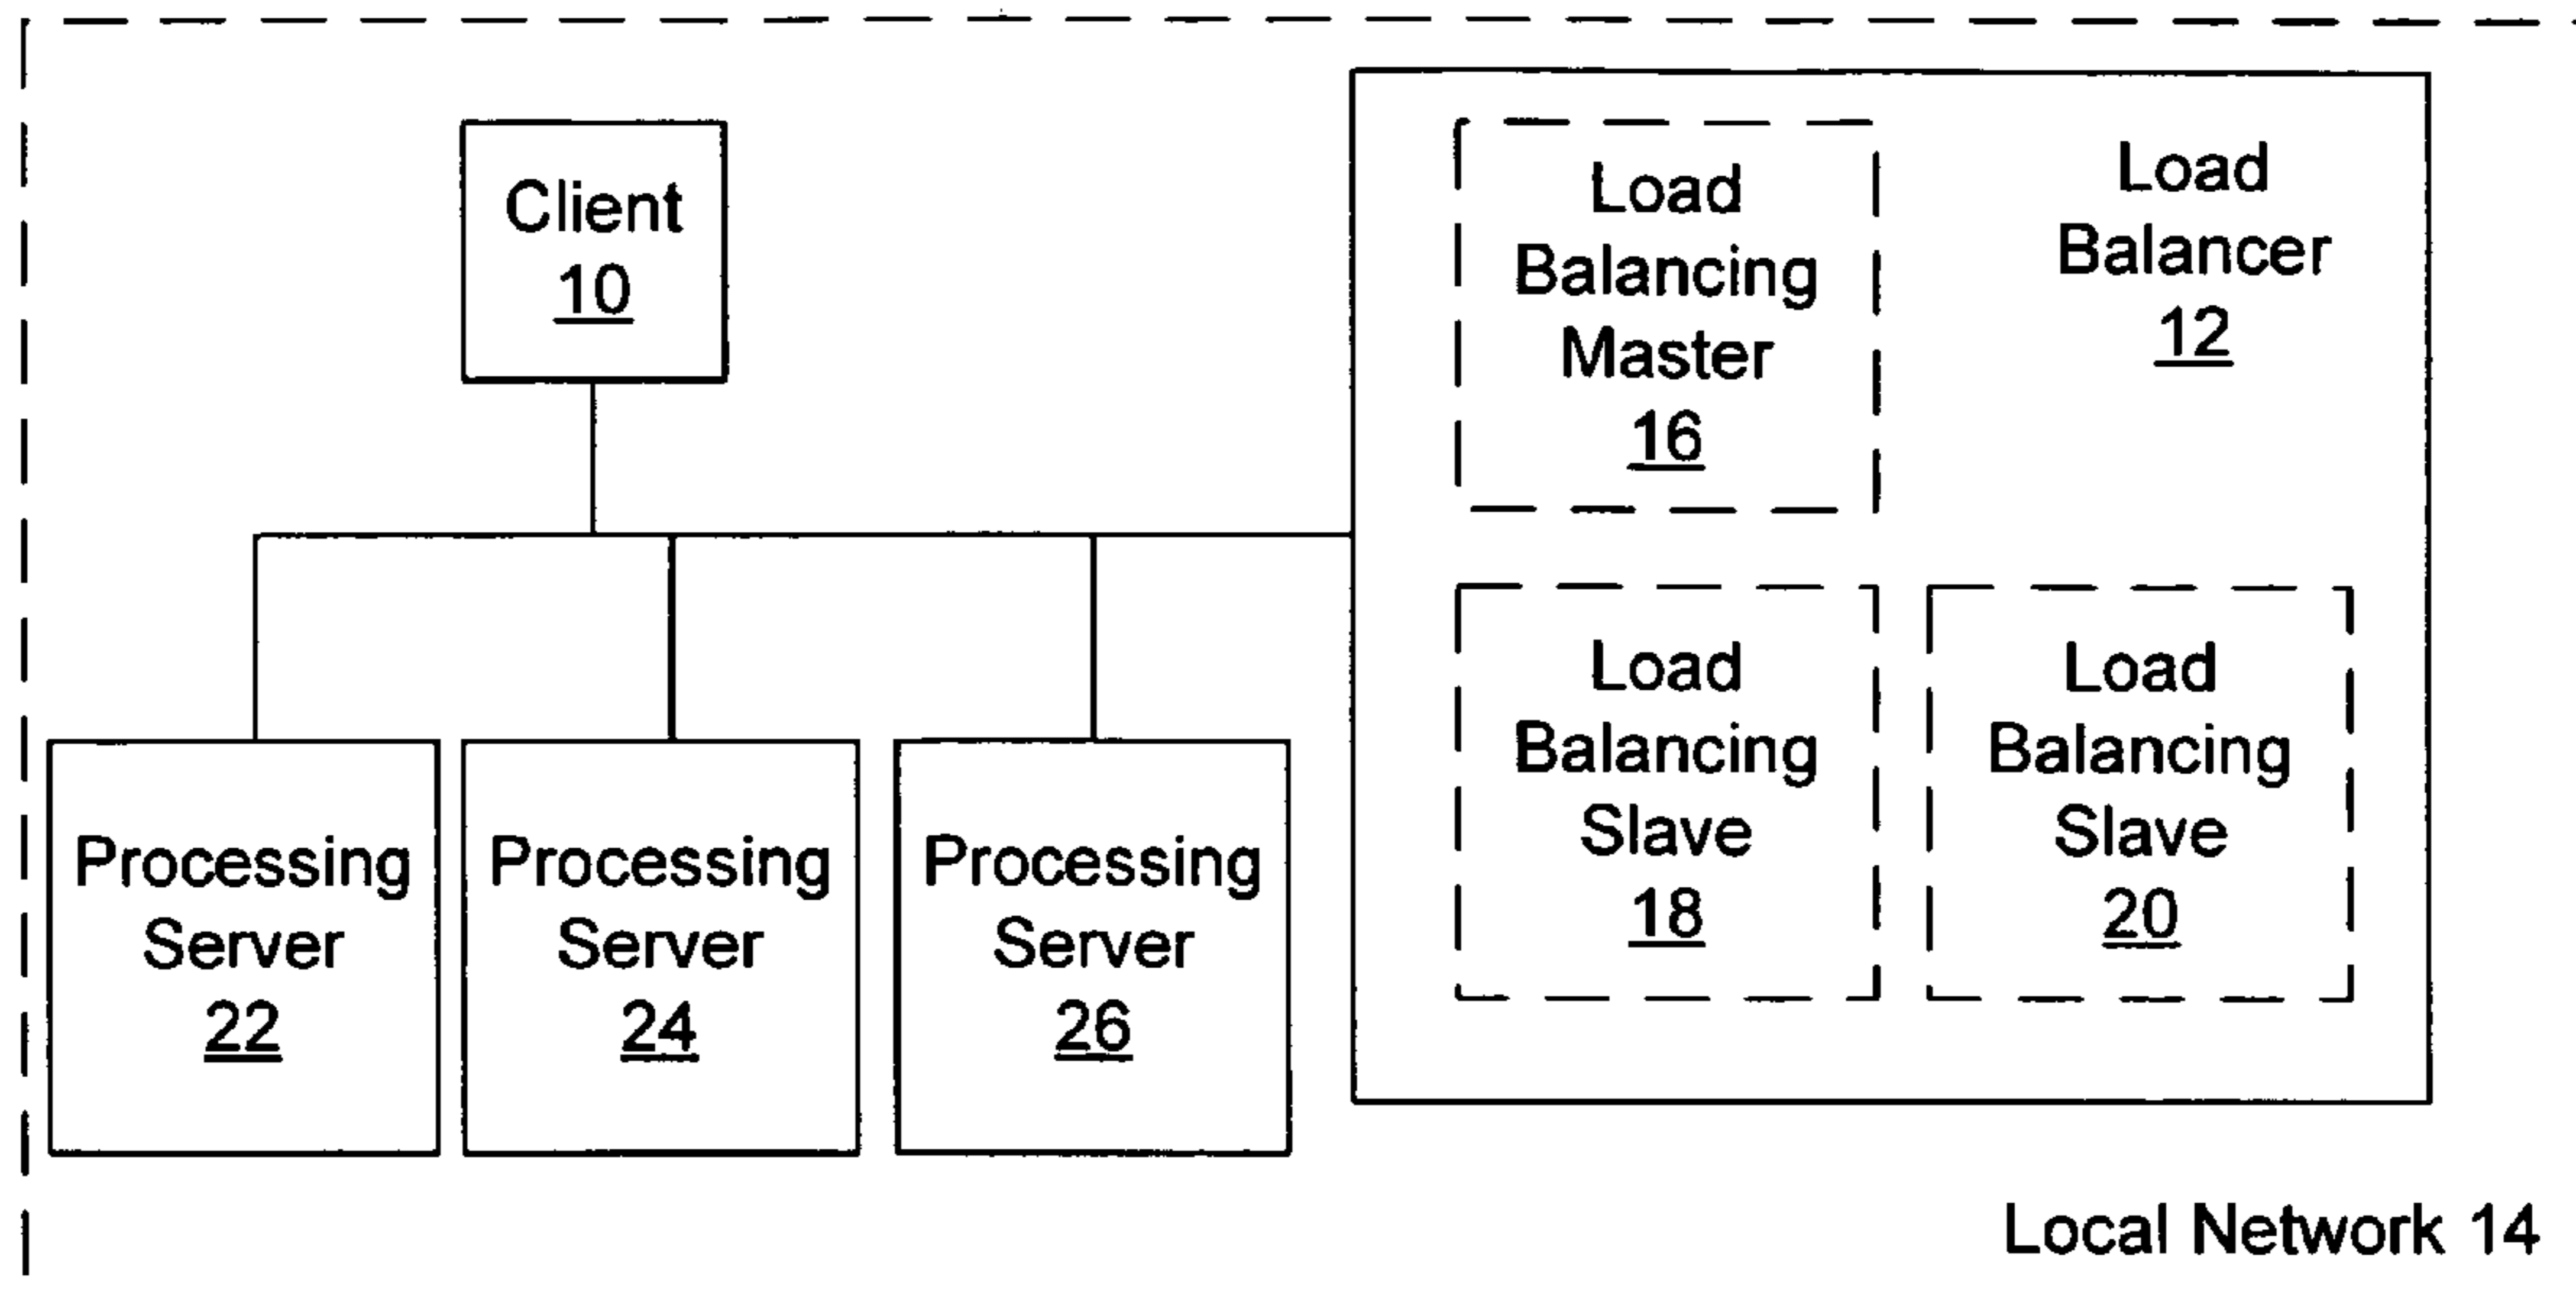 Client
10
Load
Balancing
Master
16
Load
Balancer
12
Load
Balancing
Slave
18
Load
Balancing
Slave
20
Processing
Server
22
Processing
Server
24
Processing
Server
26
Local Network 14